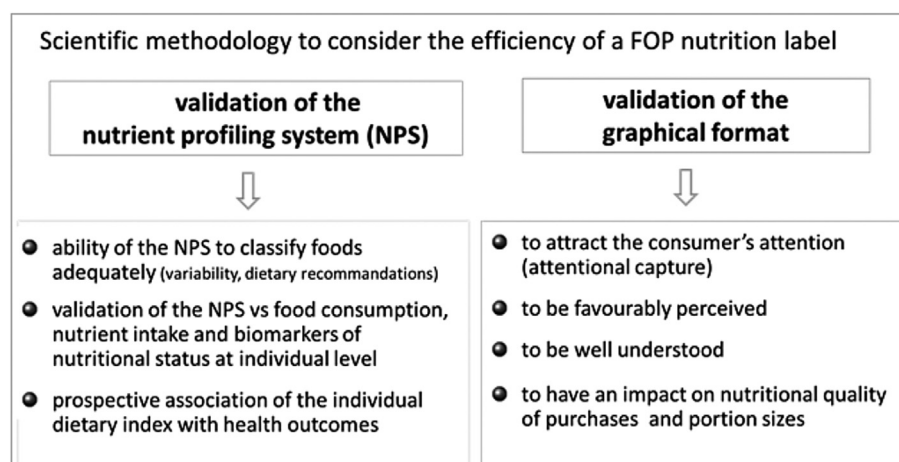 Scientific methodology to consider the efficiency of a FOP nutrition label
validation of the
nutrient profiling system (NPS)
ability of the NPS to classify foods
adequately (variability, dietary recommandations)
validation of the NPS vs food consumption,
nutrient intake and biomarkers of
nutritional status at individual level
prospective association of the individual
dietary index with health outcomes
validation of the
graphical format
to attract the consumer's attention
(attentional capture)
to be favourably perceived
to be well understood
to have an impact on nutritional quality
of purchases and portion sizes